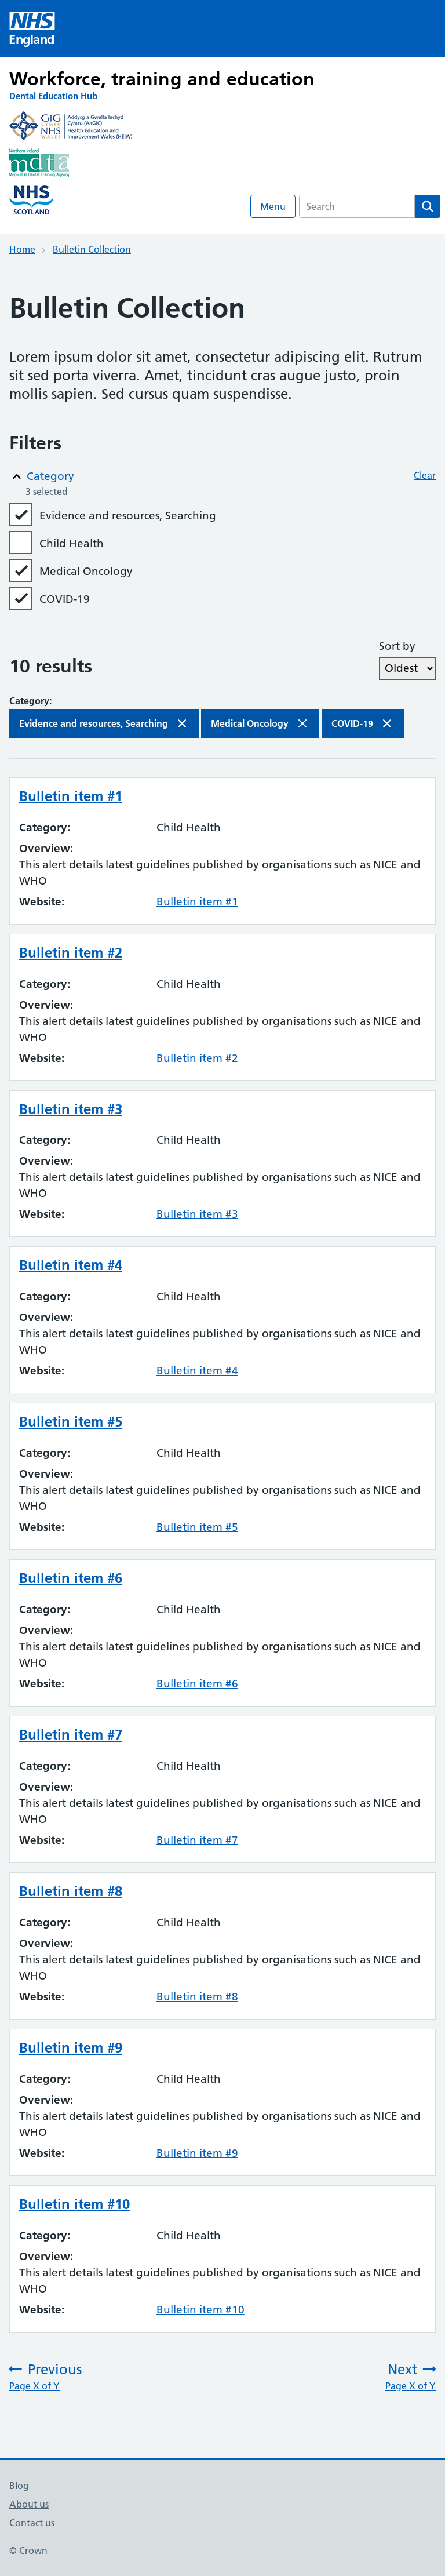 NHS
England
Workforce, training and education
Dental Education Hub
GIG
CYMRU
NHS
WALES
Addysg a Gwella Iechyd
Cymru (AaGIC)
Health Education and
Improvement Wales (HEIW)
Northern Ireland
mdta
Medical & Dental Training Agency
NHS
SCOTLAND
Menu
Search
Home
Bulletin Collection
Bulletin Collection
Lorem ipsum dolor sit amet, consectetur adipiscing elit. Rutrum
sit sed porta viverra. Amet, tincidunt cras augue justo, proin
mollis sapien. Sed cursus quam suspendisse.
Filters
Category
Clear
3 selected
Evidence and resources, Searching
Child Health
Medical Oncology
COVID-19
Sort by
10 results
Oldest
Category:
Evidence and resources, Searching
Medical Oncology
COVID-19
Bulletin item #1
Category: Child Health
Overview:
This alert details latest guidelines published by organisations such as NICE and
WHO
Website: Bulletin item #1
Bulletin item #2
Category: Child Health
Overview:
This alert details latest guidelines published by organisations such as NICE and
WHO
Website: Bulletin item #2
Bulletin item #3
Category: Child Health
Overview:
This alert details latest guidelines published by organisations such as NICE and
WHO
Website: Bulletin item #3
Bulletin item #4
Category: Child Health
Overview:
This alert details latest guidelines published by organisations such as NICE and
WHO
Website: Bulletin item #4
Bulletin item #5
Category: Child Health
Overview:
This alert details latest guidelines published by organisations such as NICE and
WHO
Website: Bulletin item #5
Bulletin item #6
Category: Child Health
Overview:
This alert details latest guidelines published by organisations such as NICE and
WHO
Website: Bulletin item #6
Bulletin item #7
Category: Child Health
Overview:
This alert details latest guidelines published by organisations such as NICE and
WHO
Website: Bulletin item #7
Bulletin item #8
Category: Child Health
Overview:
This alert details latest guidelines published by organisations such as NICE and
WHO
Website: Bulletin item #8
Bulletin item #9
Category: Child Health
Overview:
This alert details latest guidelines published by organisations such as NICE and
WHO
Website: Bulletin item #9
Bulletin item #10
Category: Child Health
Overview:
This alert details latest guidelines published by organisations such as NICE and
WHO
Website: Bulletin item #10
Previous
Page X of Y
Next
Page X of Y
Blog
About us
Contact us
© Crown